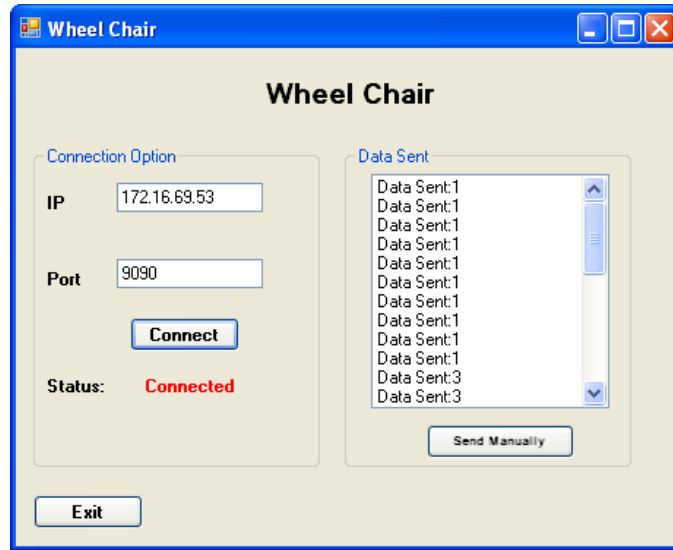 Wheel Chair
Wheel Chair
Connection Option
IP
172.16.69.53
Port
9090
Connect
Status:
Connected
Data Sent
Data Sent:1
Data Sent:1
Data Sent:1
Data Sent:1
Data Sent:1
Data Sent:1
Data Sent:1
Data Sent:1
Data Sent:1
Data Sent:1
Data Sent:3
Data Sent:3
Send Manually
Exit